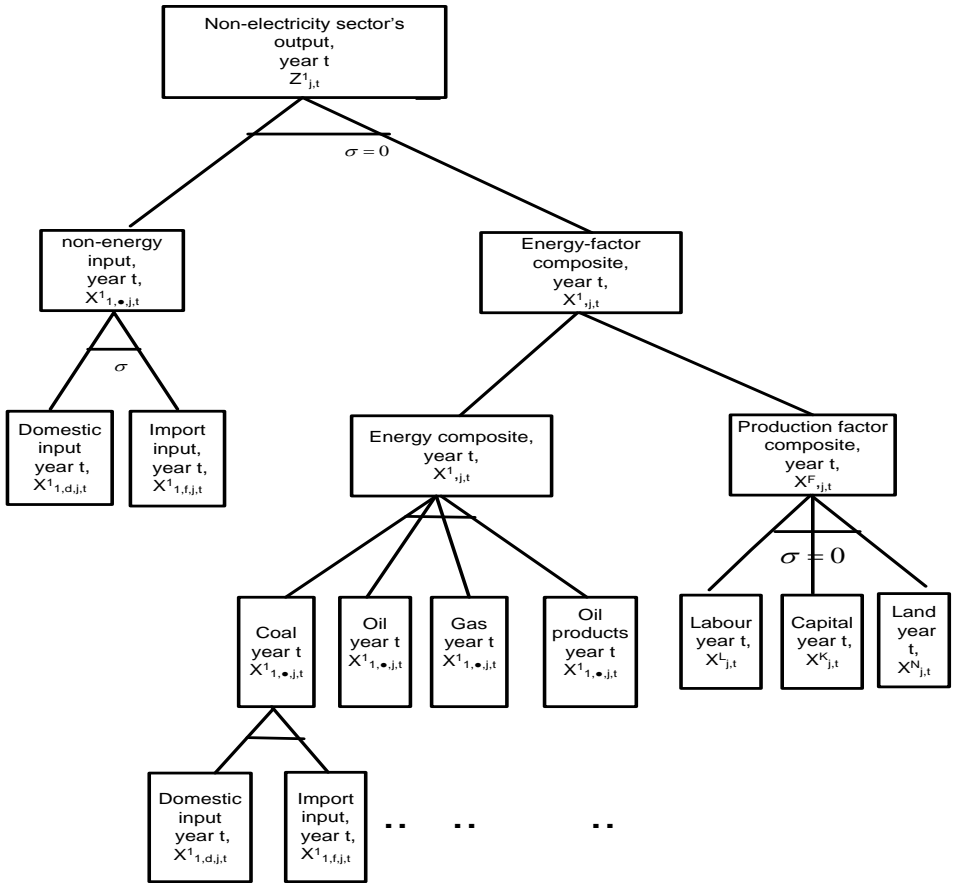 Non-electricity sector's
output,
year t
Z¹j,t
σ = 0
non-energy
input,
year t,
X¹1,•,j,t
Energy-factor
composite,
year t,
X¹,j,t
σ
Domestic
input
year t,
X¹1,d,j,t
Import
input,
year t,
X¹1,f,j,t
Energy composite,
year t,
X¹,j,t
Production factor
composite,
year t,
Xᶠ,j,t
σ = 0
Coal
year t
X¹1,•,j,t
Oil
year t
X¹1,•,j,t
Gas
year t
X¹1,•,j,t
Oil
products
year t
X¹1,•,j,t
Labour
year t,
Xᴸj,t
Capital
year t,
Xᴷj,t
Land
year
t,
Xᴺj,t
Domestic
input
year t,
X¹1,d,j,t
Import
input,
year t,
X¹1,f,j,t
.. .. ..